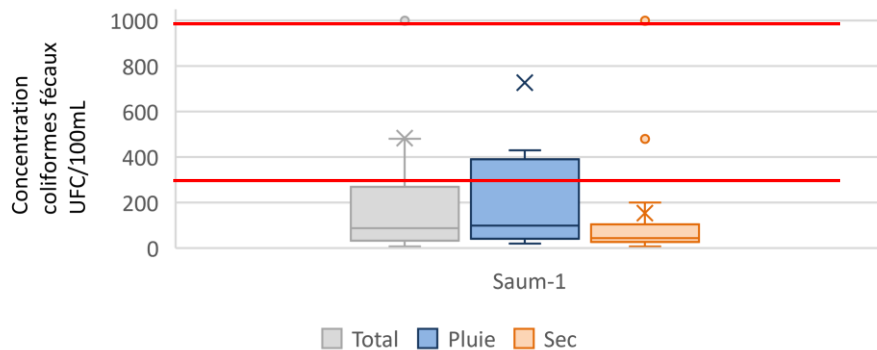 Concentration
coliformes fécaux
UFC/100mL
1000
800
600
400
200
0
Saum-1
Total Pluie Sec